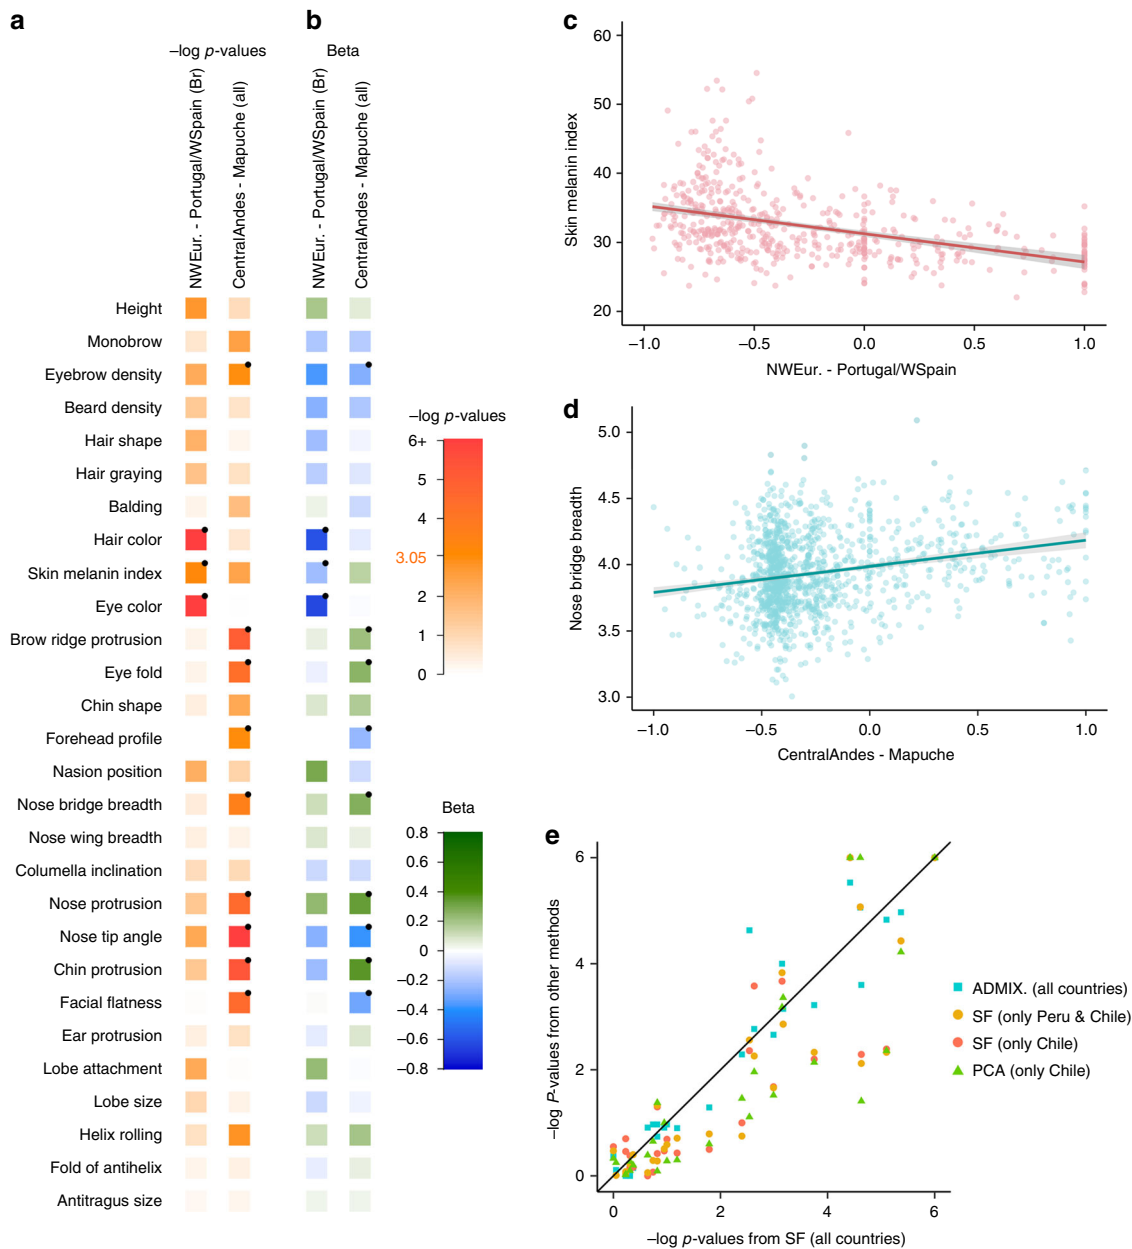 a
b
–log p-values
Beta
NWEur. - Portugal/WSpain (Br)
CentralAndes - Mapuche (all)
NWEur. - Portugal/WSpain (Br)
CentralAndes - Mapuche (all)
Height
Monobrow
Eyebrow density
Beard density
Hair shape
Hair graying
Balding
Hair color
Skin melanin index
Eye color
Brow ridge protrusion
Eye fold
Chin shape
Forehead profile
Nasion position
Nose bridge breadth
Nose wing breadth
Columella inclination
Nose protrusion
Nose tip angle
Chin protrusion
Facial flatness
Ear protrusion
Lobe attachment
Lobe size
Helix rolling
Fold of antihelix
Antitragus size
–log p-values
6+
5
4
3.05
2
1
0
Beta
0.8
0.6
0.4
0.2
0
–0.2
–0.4
–0.6
–0.8
c
Skin melanin index
60
50
40
30
20
–1.0
–0.5
0.0
0.5
1.0
NWEur. - Portugal/WSpain
d
Nose bridge breadth
5.0
4.5
4.0
3.5
3.0
–1.0
–0.5
0.0
0.5
1.0
CentralAndes - Mapuche
e
–log P-values from other methods
6
4
2
0
0
2
4
6
–log p-values from SF (all countries)
ADMIX. (all countries)
SF (only Peru & Chile)
SF (only Chile)
PCA (only Chile)